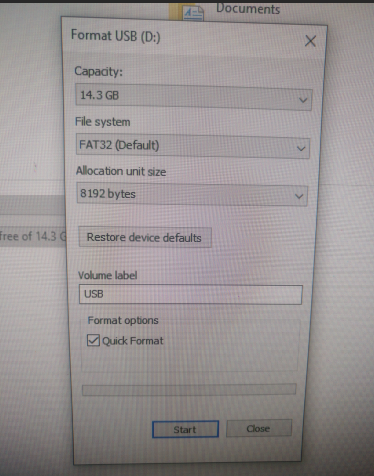 Documents
Format USB (D:)
Capacity:
14.3 GB
File system
FAT32 (Default)
Allocation unit size
8192 bytes
free of 14.3 G
Restore device defaults
Volume label
USB
Format options
Quick Format
Start
Close